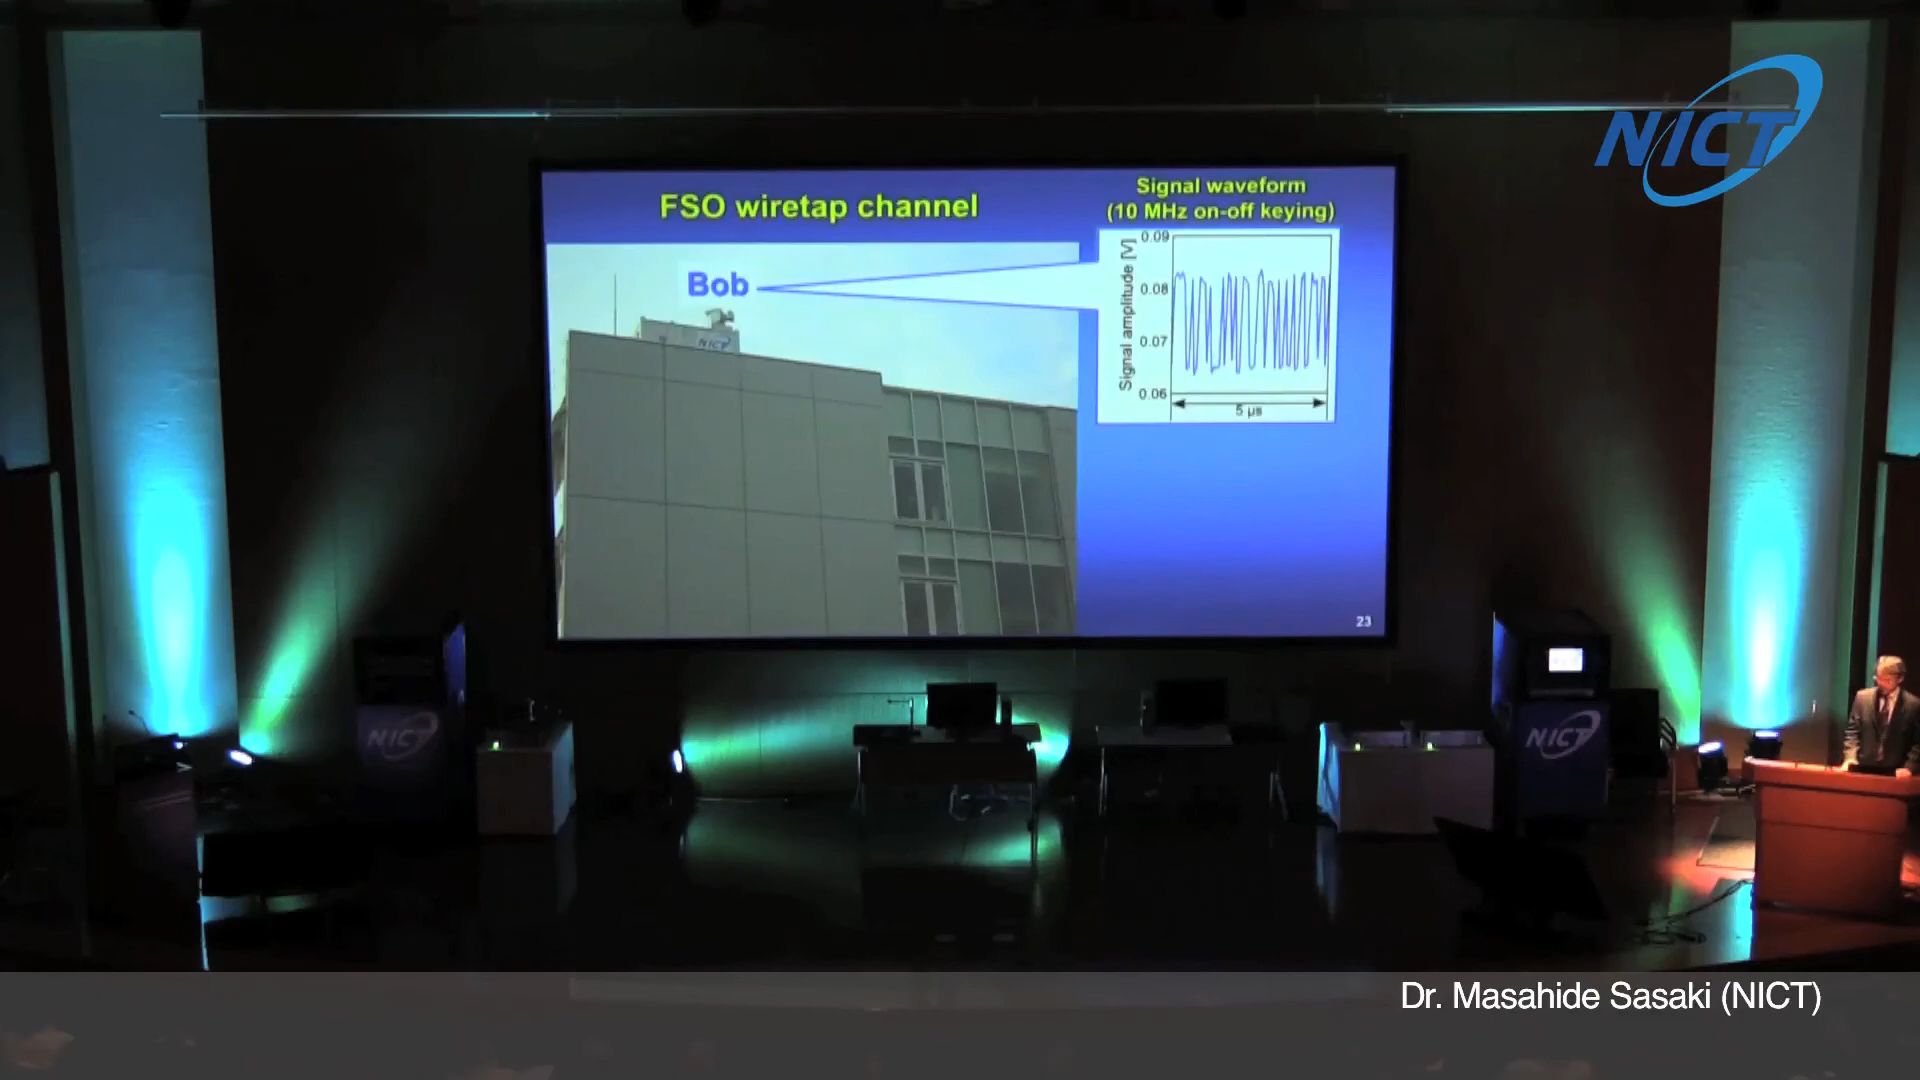 NICT
FSO wiretap channel
Signal waveform
(10 MHz on-off keying)
Bob
NICT
Signal amplitude [V]
0.09
0.08
0.07
0.06
5 μs
23
NICT
NICT
Dr. Masahide Sasaki (NICT)